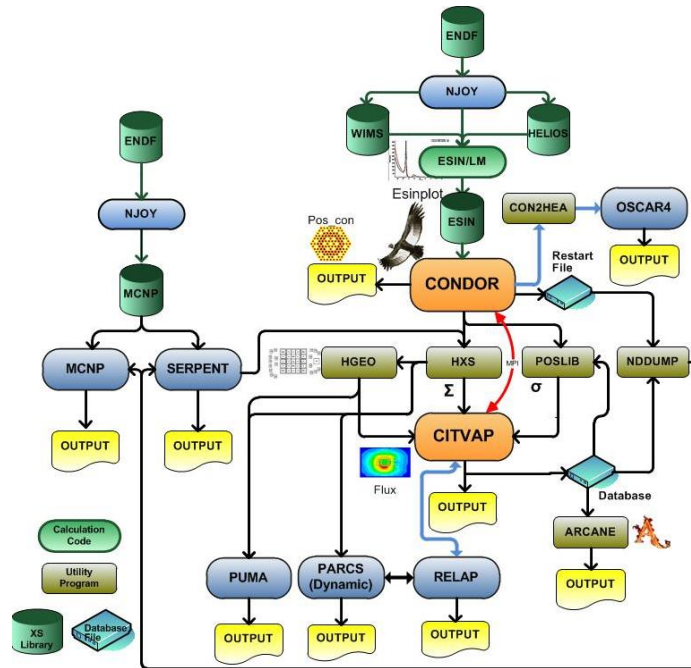 ENDF
NJOY
WIMS
HELIOS
ESIN/LM
Esinplot
ESIN
ENDF
NJOY
MCNP
Pos_con
OUTPUT
CONDOR
CON2HEA
OSCAR4
OUTPUT
Restart
File
MCNP
SERPENT
OUTPUT
OUTPUT
HGEO
HXS
MPI
POSLIB
NDDUMP
Σ
σ
CITVAP
Flux
OUTPUT
Database
ARCANE
OUTPUT
PUMA
PARCS
(Dynamic)
RELAP
OUTPUT
OUTPUT
OUTPUT
Calculation
Code
Utility
Program
XS
Library
Database
File